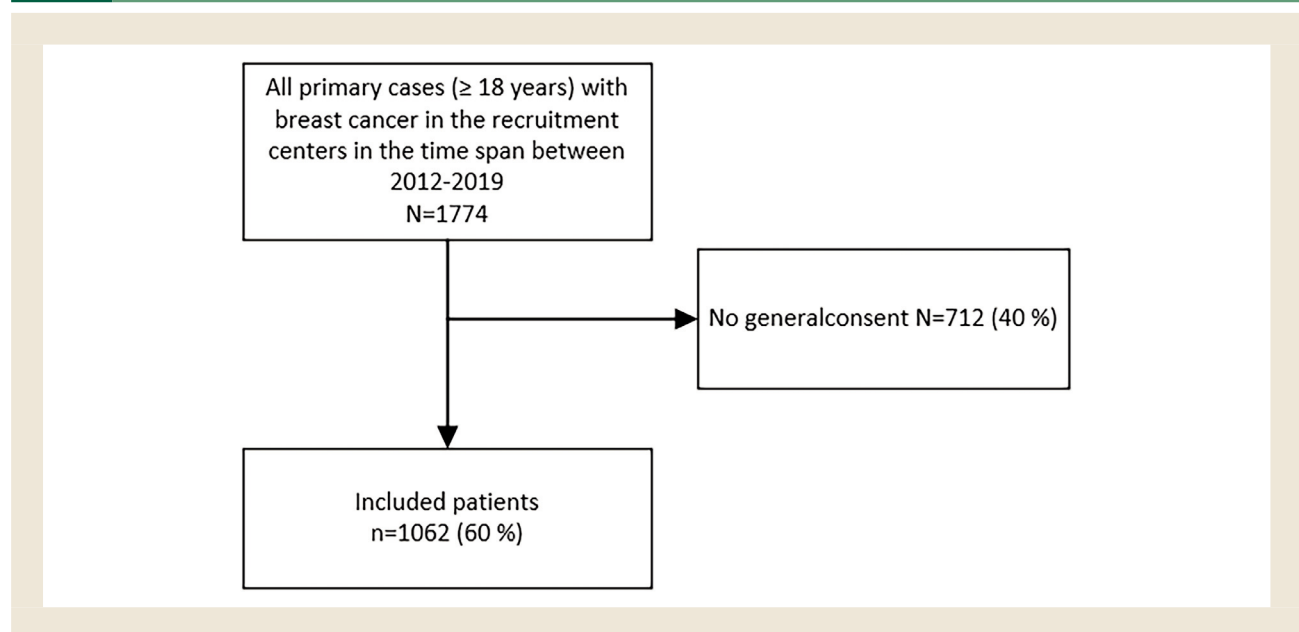 All primary cases (≥ 18 years) with
breast cancer in the recruitment
centers in the time span between
2012-2019
N=1774
No generalconsent N=712 (40 %)
Included patients
n=1062 (60 %)